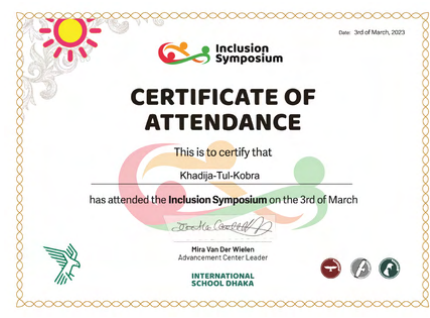 Date: 3rd of March, 2023
Inclusion
Symposium
CERTIFICATE OF
ATTENDANCE
This is to certify that
Khadija-Tul-Kobra
has attended the Inclusion Symposium on the 3rd of March
Mira Van Der Wielen
Advancement Center Leader
INTERNATIONAL
SCHOOL DHAKA